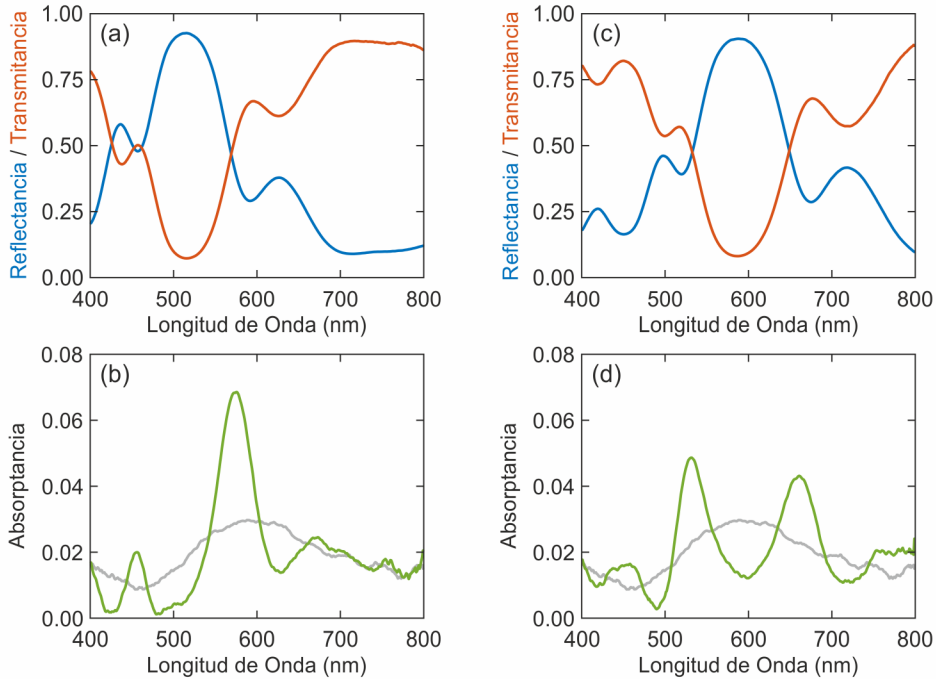 (a)
1.00
0.75
0.50
0.25
0.00
Reflectancia / Transmitancia
400 500 600 700 800
Longitud de Onda (nm)
(c)
1.00
0.75
0.50
0.25
0.00
Reflectancia / Transmitancia
400 500 600 700 800
Longitud de Onda (nm)
(b)
0.08
0.06
0.04
0.02
0.00
Absorptancia
400 500 600 700 800
Longitud de Onda (nm)
(d)
0.08
0.06
0.04
0.02
0.00
Absorptancia
400 500 600 700 800
Longitud de Onda (nm)